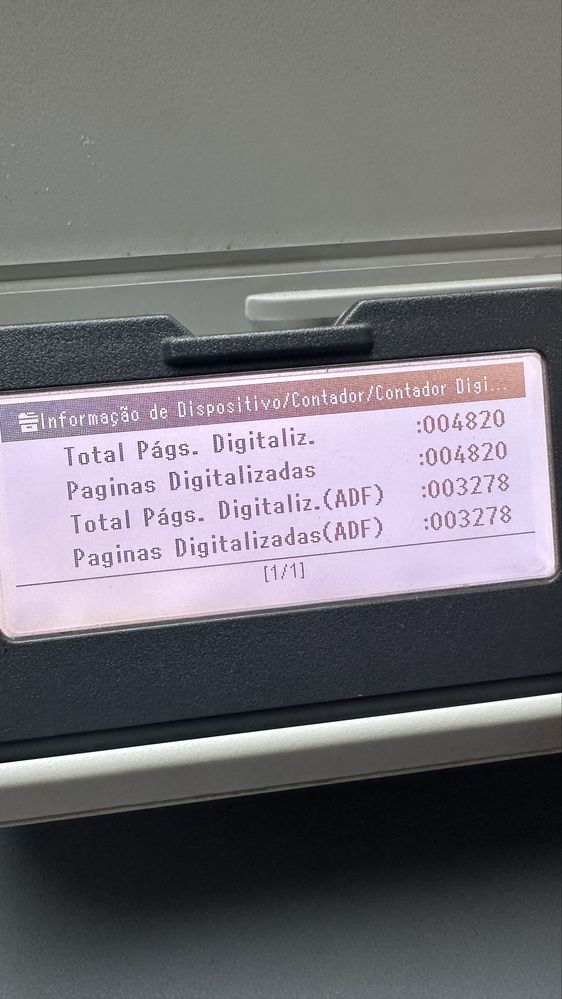 Informação de Dispositivo/Contador/Contador Digi...
Total Págs. Digitaliz. :004820
Paginas Digitalizadas :004820
Total Págs. Digitaliz.(ADF) :003278
Paginas Digitalizadas(ADF) :003278
[1/1]